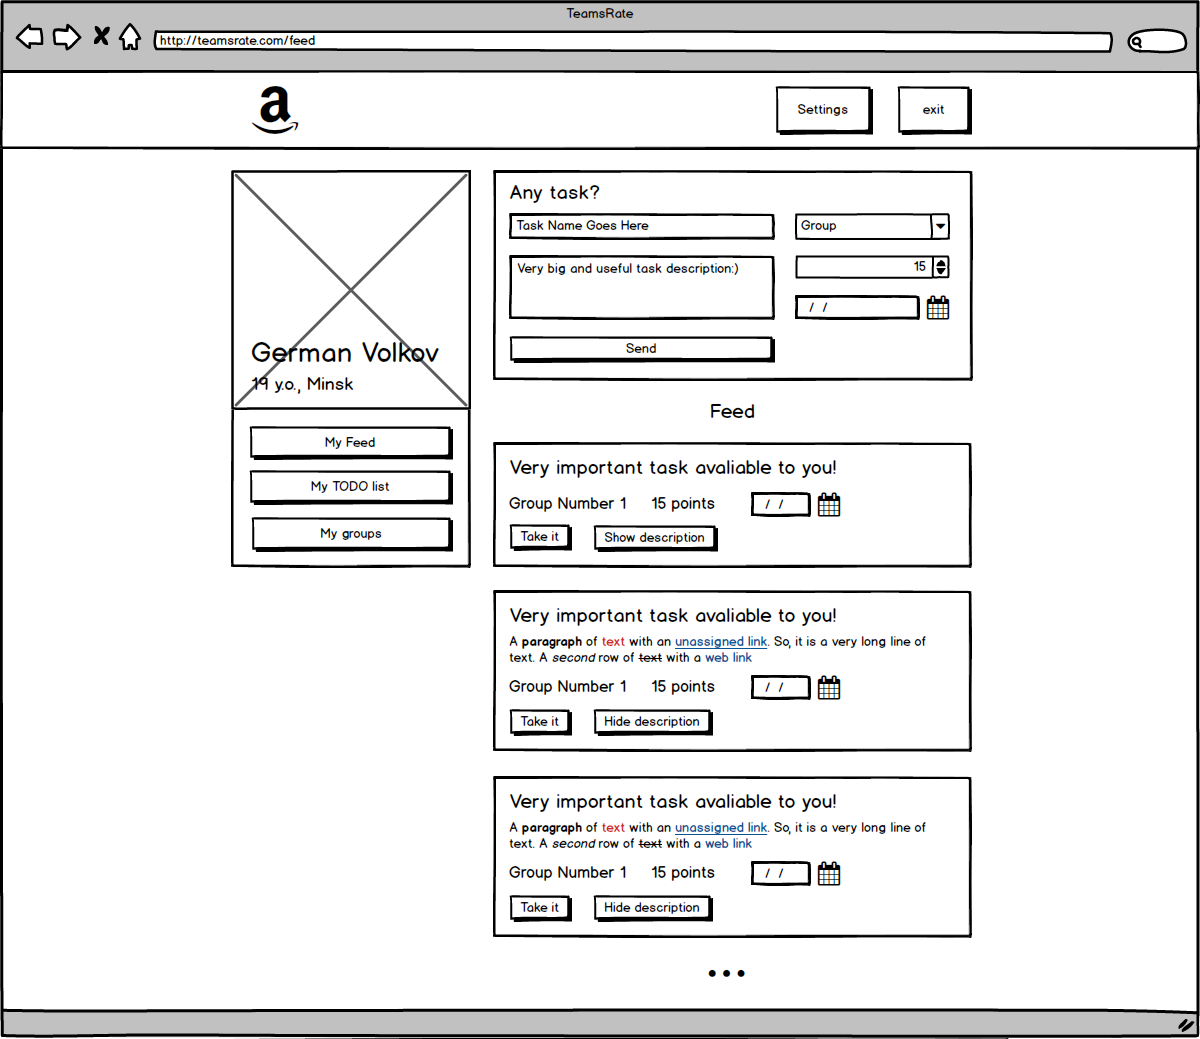 TeamsRate
http://teamsrate.com/feed
a
Settings
exit
German Volkov
19 y.o., Minsk
My Feed
My TODO list
My groups
Any task?
Task Name Goes Here
Group
Very big and useful task description:)
15
/ /
Send
Feed
Very important task avaliable to you!
Group Number 1 15 points / /
Take it Show description
Very important task avaliable to you!
A paragraph of text with an unassigned link. So, it is a very long line of
text. A second row of text with a web link
Group Number 1 15 points / /
Take it Hide description
Very important task avaliable to you!
A paragraph of text with an unassigned link. So, it is a very long line of
text. A second row of text with a web link
Group Number 1 15 points / /
Take it Hide description